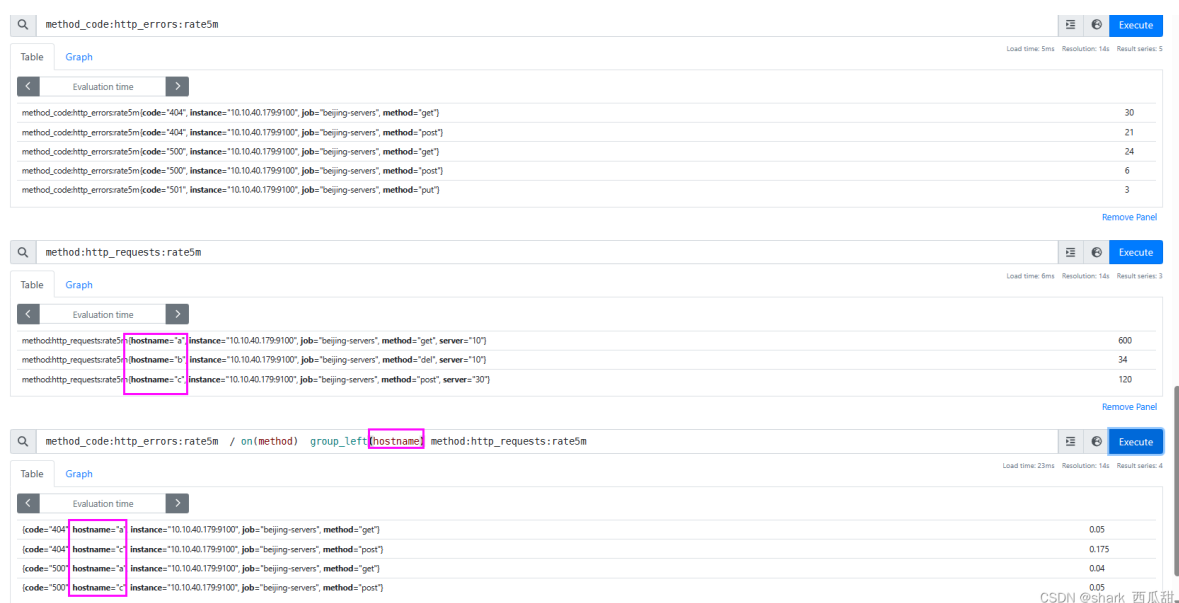 method_code:http_errors:rate5m
Execute
Table Graph
Load time: 5ms Resolution: 14s Result series: 5
Evaluation time
method_code:http_errors:rate5m{code="404", instance="10.10.40.179:9100", job="beijing-servers", method="get"} 30
method_code:http_errors:rate5m{code="404", instance="10.10.40.179:9100", job="beijing-servers", method="post"} 21
method_code:http_errors:rate5m{code="500", instance="10.10.40.179:9100", job="beijing-servers", method="get"} 24
method_code:http_errors:rate5m{code="500", instance="10.10.40.179:9100", job="beijing-servers", method="post"} 6
method_code:http_errors:rate5m{code="501", instance="10.10.40.179:9100", job="beijing-servers", method="put"} 3
Remove Panel
method:http_requests:rate5m
Execute
Table Graph
Load time: 6ms Resolution: 14s Result series: 3
Evaluation time
method:http_requests:rate5m{hostname="a", instance="10.10.40.179:9100", job="beijing-servers", method="get", server="10"} 600
method:http_requests:rate5m{hostname="b", instance="10.10.40.179:9100", job="beijing-servers", method="del", server="10"} 34
method:http_requests:rate5m{hostname="c", instance="10.10.40.179:9100", job="beijing-servers", method="post", server="30"} 120
Remove Panel
method_code:http_errors:rate5m / on(method) group_left(hostname) method:http_requests:rate5m
Execute
Table Graph
Load time: 23ms Resolution: 14s Result series: 4
Evaluation time
{code="404", hostname="a", instance="10.10.40.179:9100", job="beijing-servers", method="get"} 0.05
{code="404", hostname="c", instance="10.10.40.179:9100", job="beijing-servers", method="post"} 0.175
{code="500", hostname="a", instance="10.10.40.179:9100", job="beijing-servers", method="get"} 0.04
{code="500", hostname="c", instance="10.10.40.179:9100", job="beijing-servers", method="post"} 0.05
CSDN @shark_西瓜甜